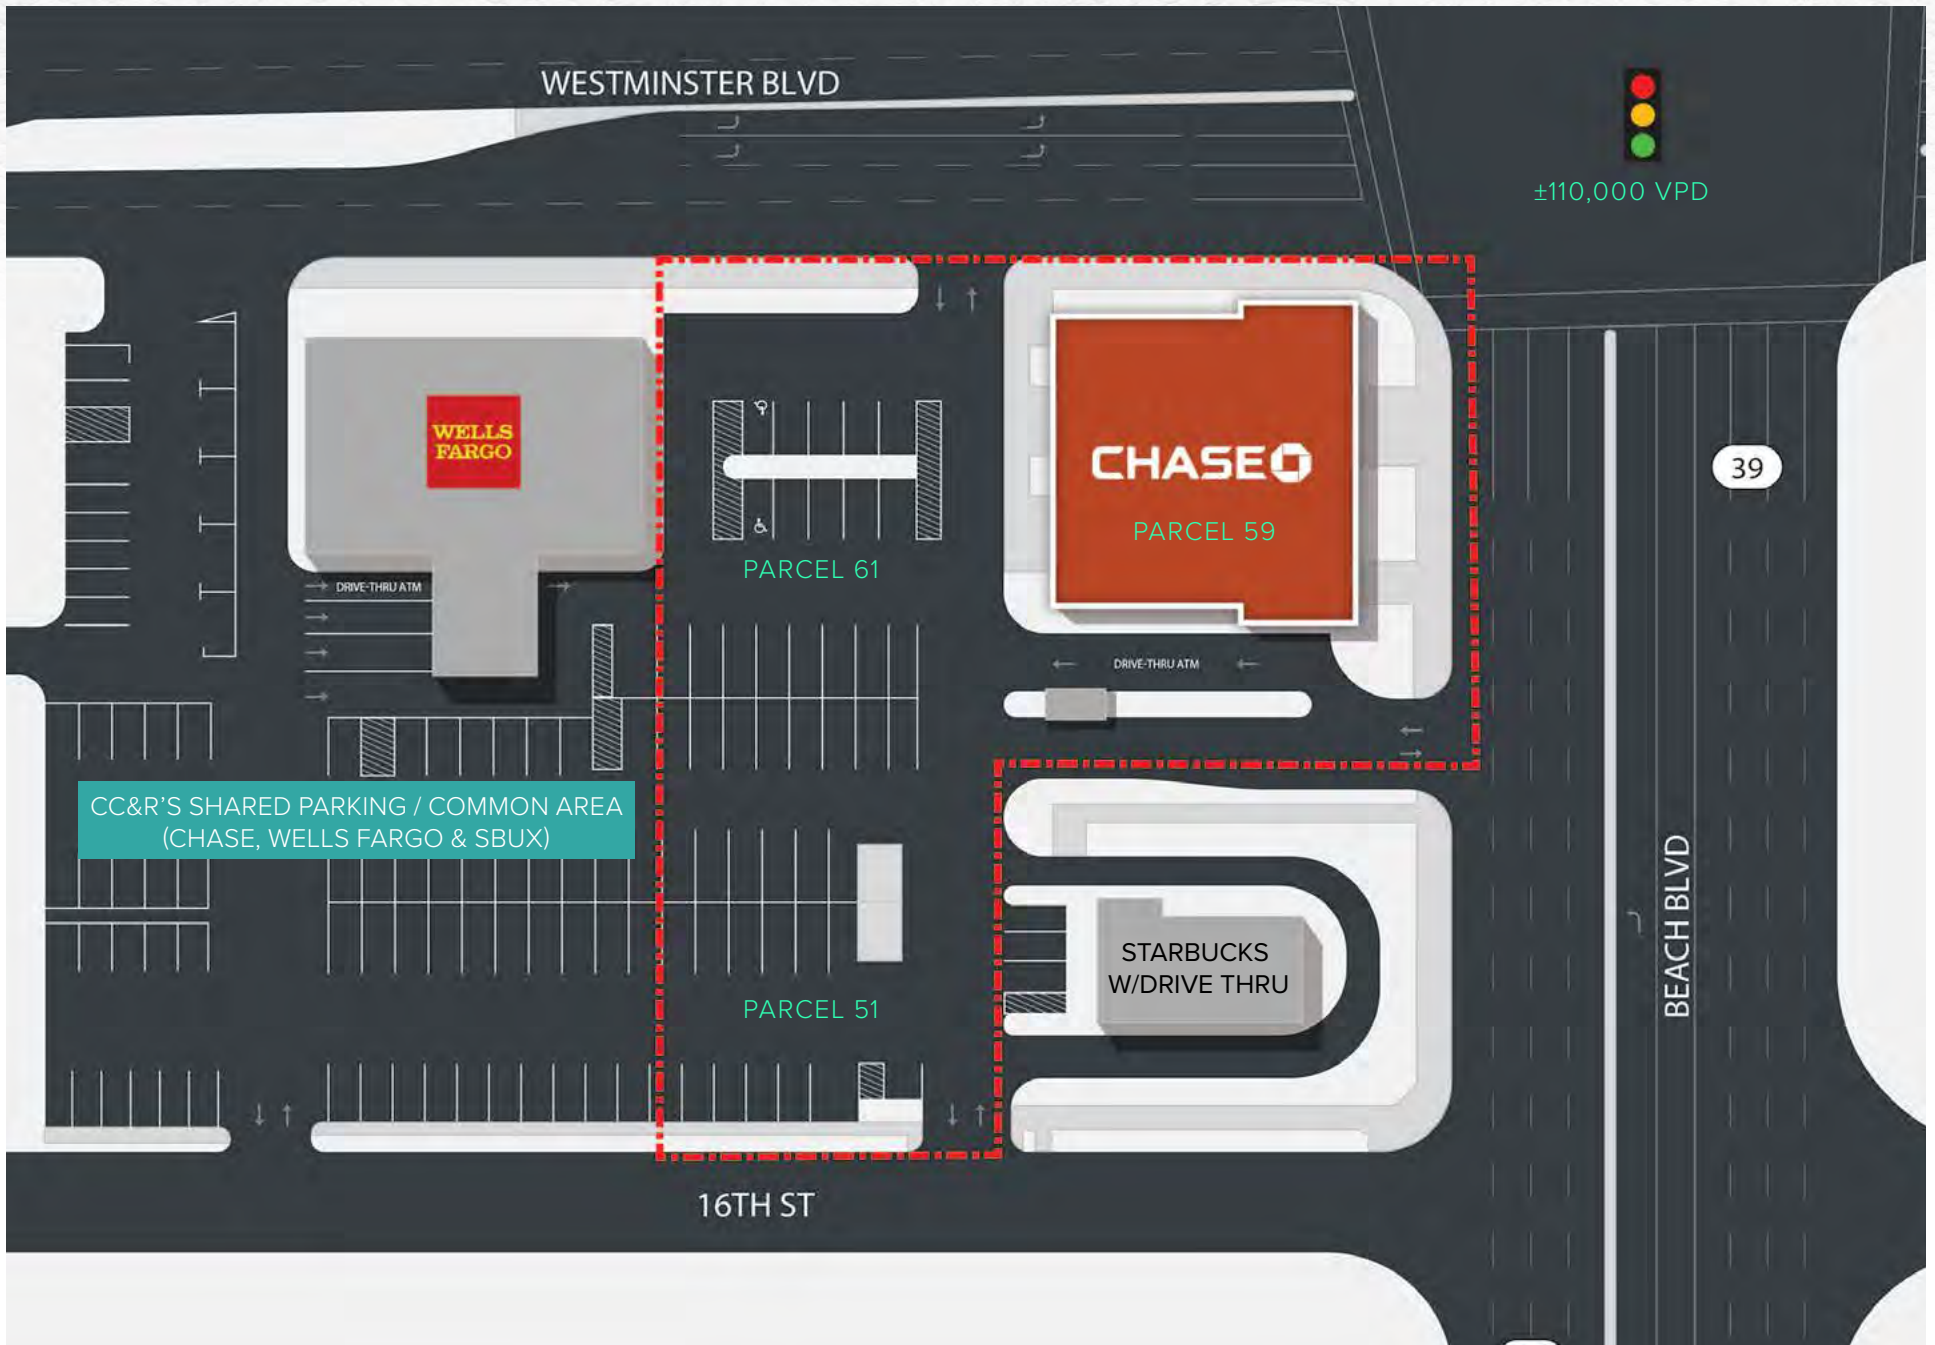 WESTMINSTER BLVD
±110,000 VPD
WELLS
FARGO
CHASE
PARCEL 59
39
PARCEL 61
DRIVE-THRU ATM
DRIVE-THRU ATM
CC&R'S SHARED PARKING / COMMON AREA
(CHASE, WELLS FARGO & SBUX)
STARBUCKS
W/DRIVE THRU
BEACH BLVD
PARCEL 51
16TH ST